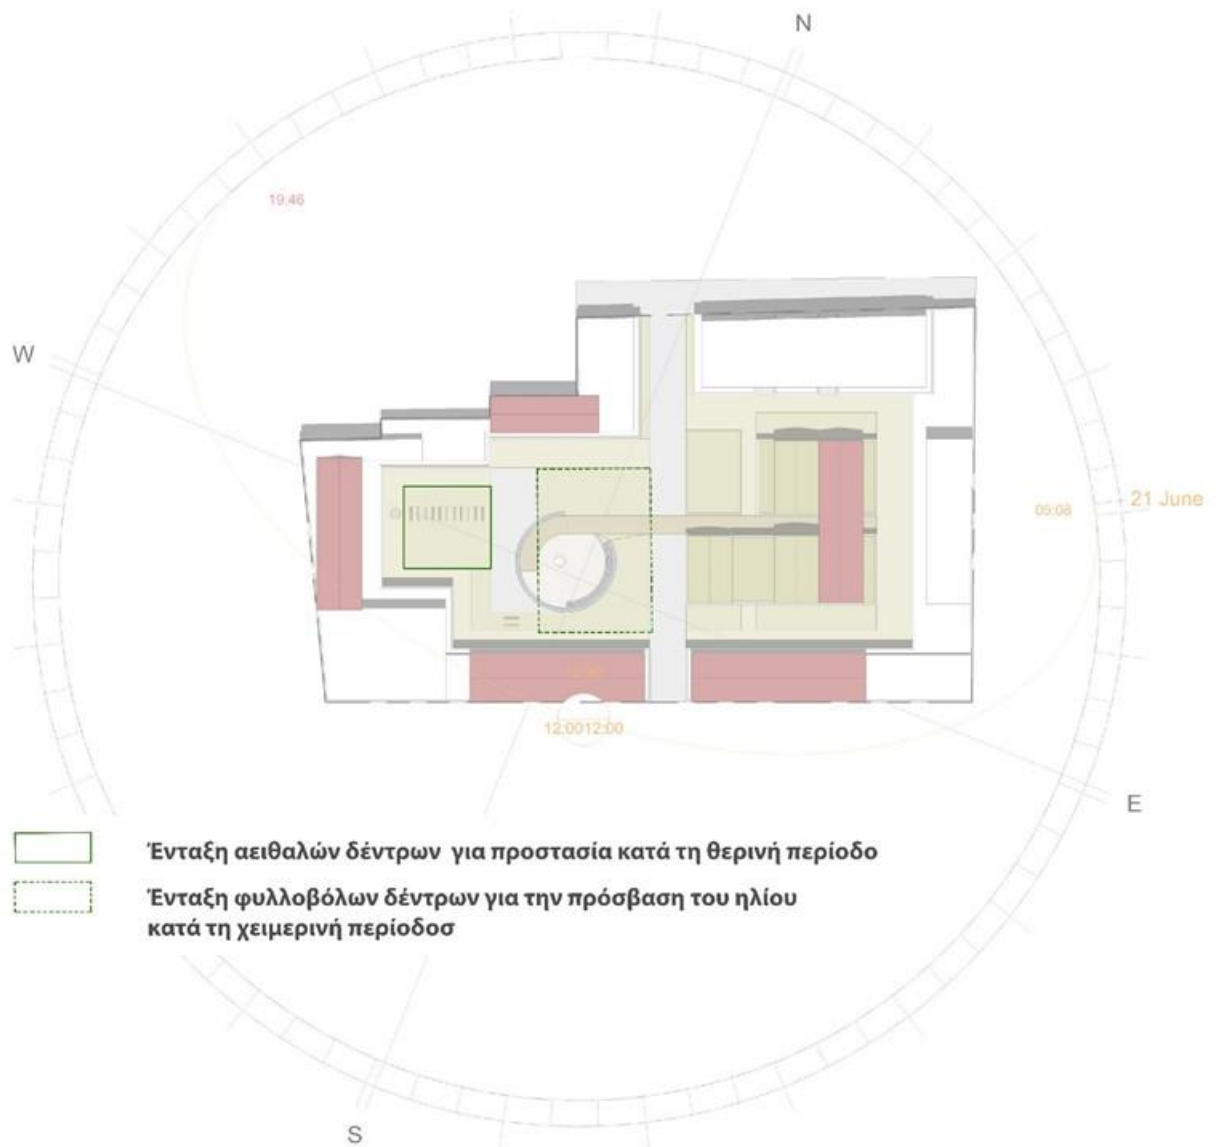 N
19:46
W
05:08
21 June
12:0012:00
E
Ένταξη αειθαλών δέντρων για προστασία κατά τη θερινή περίοδο
Ένταξη φυλλοβόλων δέντρων για την πρόσβαση του ηλίου
κατά τη χειμερινή περίοδοσ
S